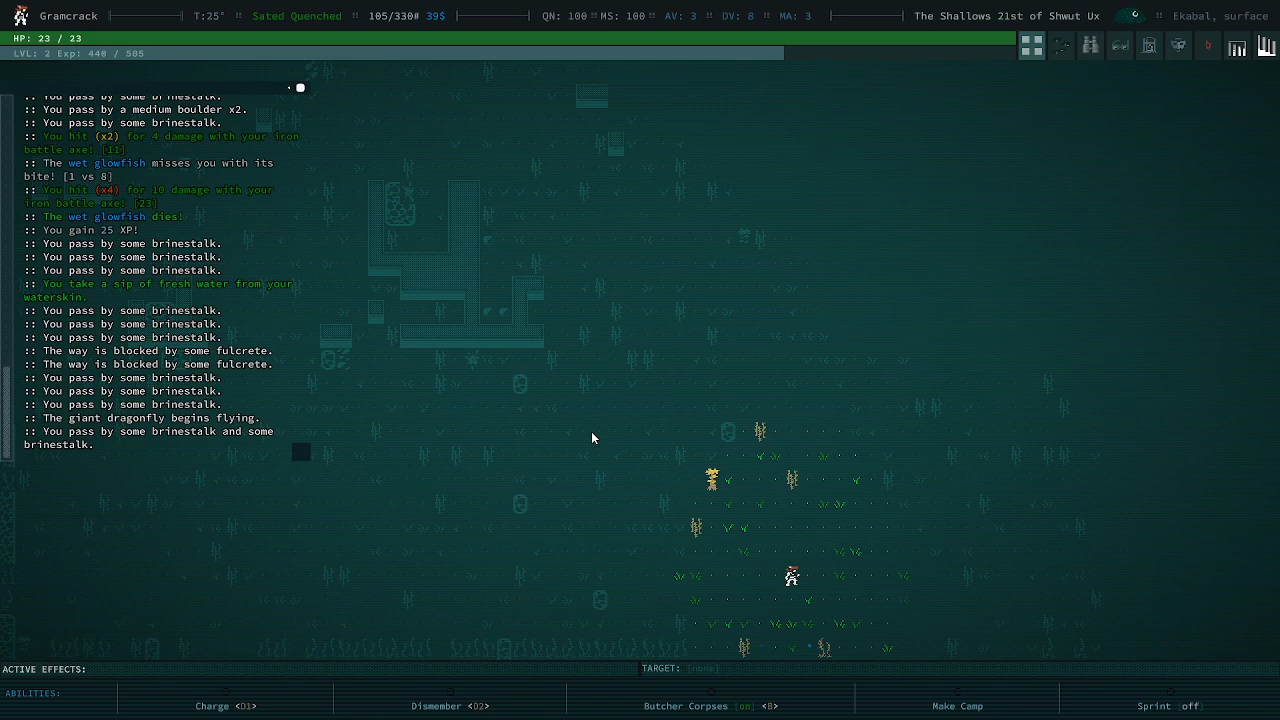 Gramcrack T:25° Sated Quenched 105/330# 39$ QN: 100 MS: 100 AV: 3 DV: 8 MA: 3 The Shallows 21st of Shwut Ux Ekabal, surface
HP: 23 / 23
LVL: 2 Exp: 440 / 505
:: You pass by some brinestalk.
:: You pass by a medium boulder x2.
:: You pass by some brinestalk.
:: You hit (x2) for 4 damage with your iron
battle axe! [11]
:: The wet glowfish misses you with its
bite! [1 vs 8]
:: You hit (x4) for 10 damage with your
iron battle axe! [23]
:: The wet glowfish dies!
:: You gain 25 XP!
:: You pass by some brinestalk.
:: You pass by some brinestalk.
:: You pass by some brinestalk.
:: You take a sip of fresh water from your
waterskin.
:: You pass by some brinestalk.
:: You pass by some brinestalk.
:: You pass by some brinestalk.
:: The way is blocked by some fulcrete.
:: The way is blocked by some fulcrete.
:: You pass by some brinestalk.
:: You pass by some brinestalk.
:: You pass by some brinestalk.
:: The giant dragonfly begins flying.
:: You pass by some brinestalk and some
brinestalk.
ACTIVE EFFECTS: TARGET: [none]
ABILITIES: Charge <01> Dismember <02> Butcher Corpses [on] <B> Make Camp Sprint [off]